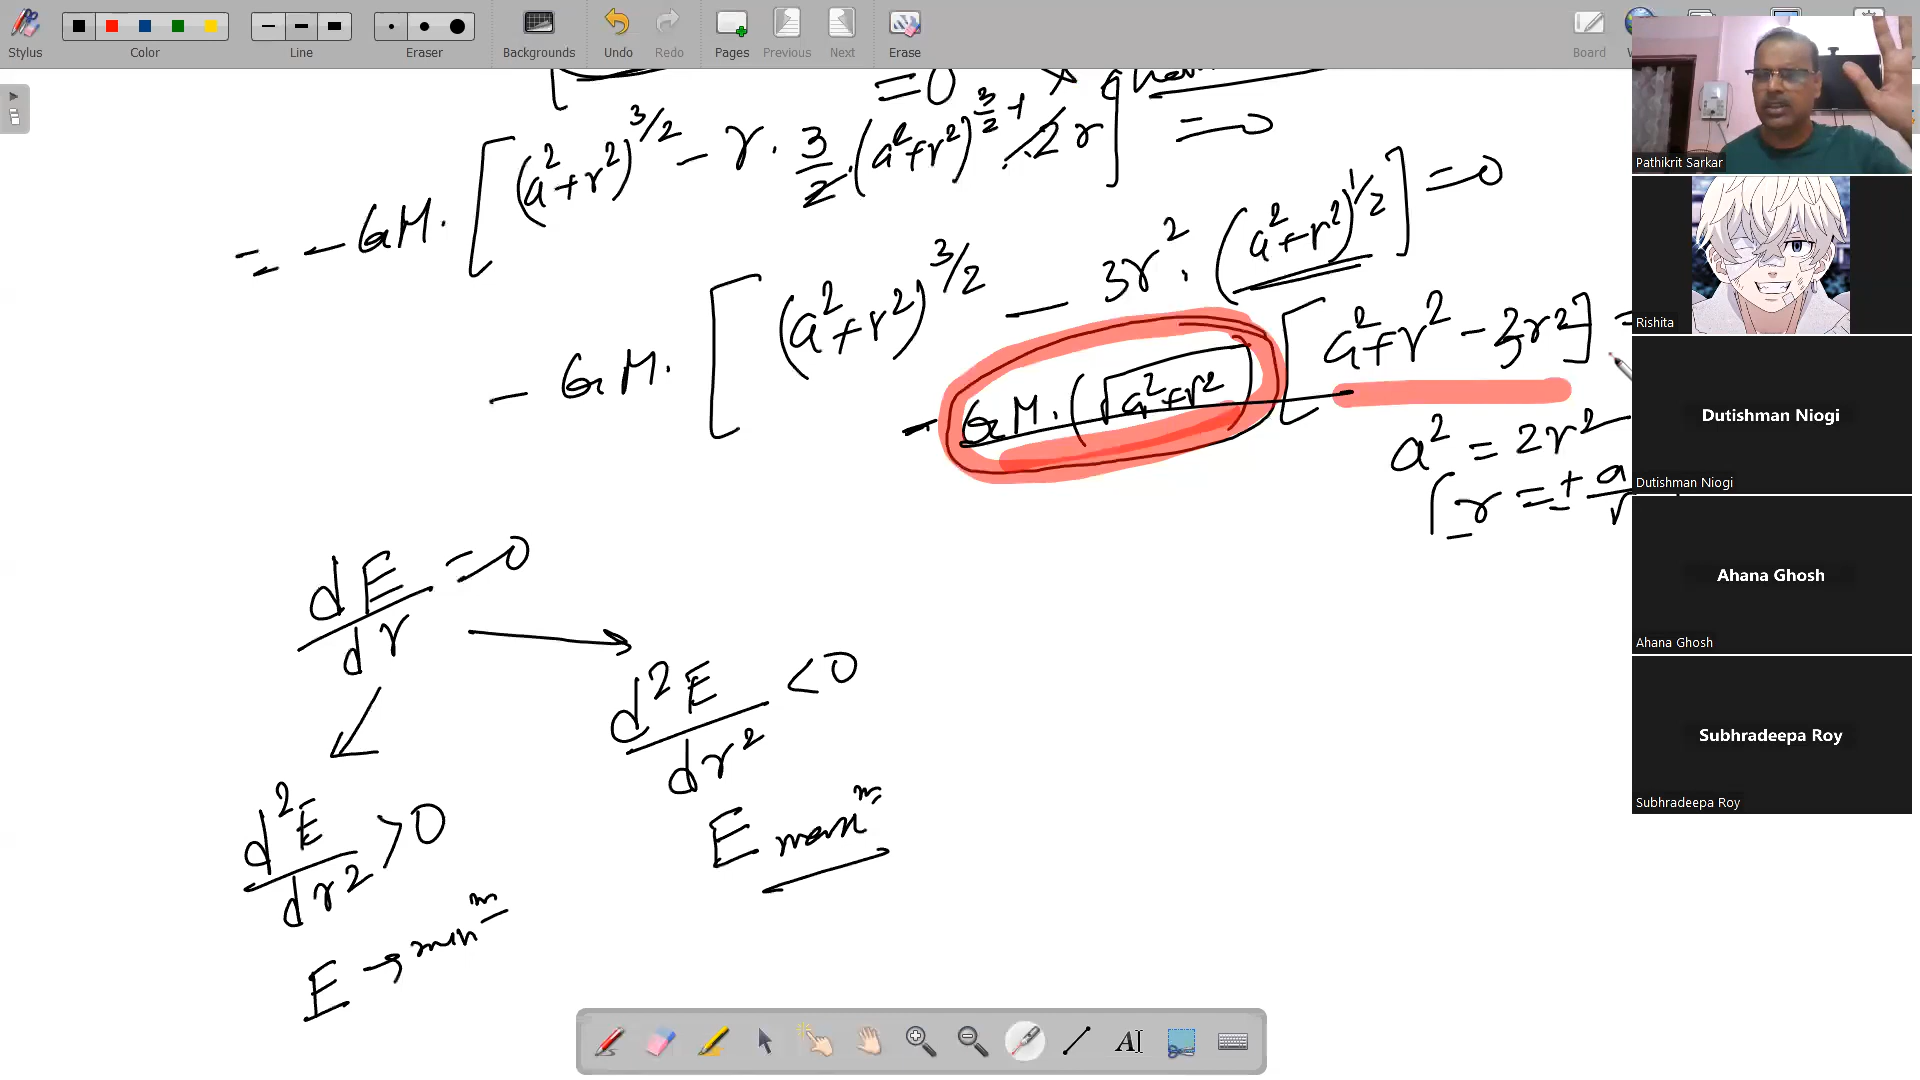 Stylus Color Line Eraser Backgrounds Undo Redo Pages Previous Next Erase Board
= 0
= - GM. [(a²+r²)^3/2 - r. 3/2.(a²+r²)^3/2+ .2r] = 0
- GM. [(a²+r²)^3/2 - 3r². (a²+r²)^1/2] = 0
- GM.(√a²+r²) [a²+r² - 3r²] =
a² = 2r²
r = ± a
dE/dr = 0
d²E/dr² < 0
E maxm
d²E/dr² > 0
E → minm
Pathikrit Sarkar
Rishita
Dutishman Niogi
Dutishman Niogi
Ahana Ghosh
Ahana Ghosh
Subhradeepa Roy
Subhradeepa Roy